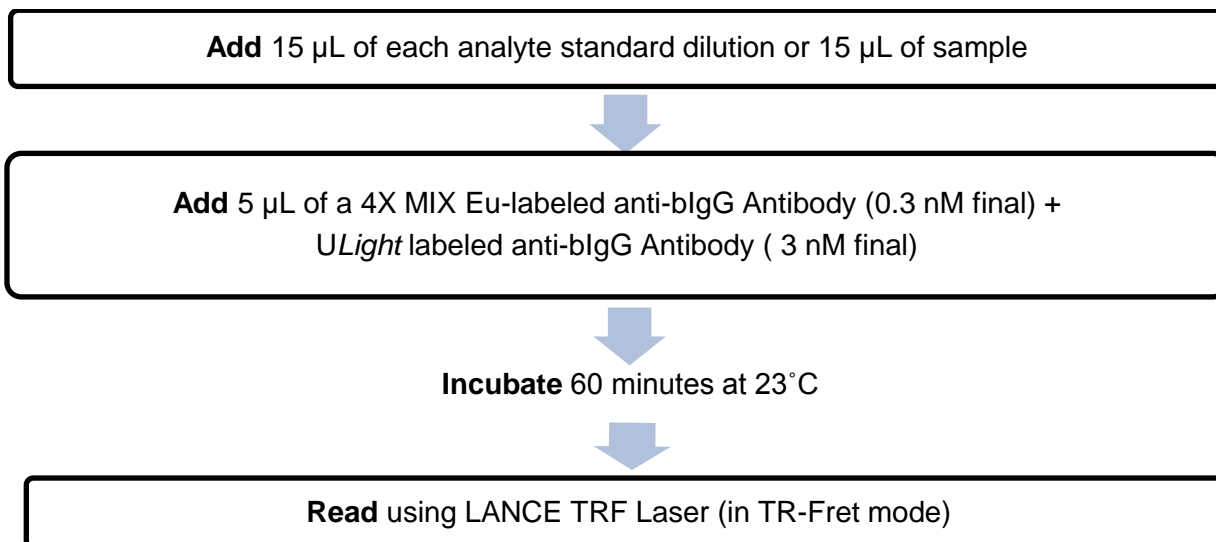 Add 15 µL of each analyte standard dilution or 15 µL of sample
Add 5 µL of a 4X MIX Eu-labeled anti-bIgG Antibody (0.3 nM final) +
ULight labeled anti-bIgG Antibody ( 3 nM final)
Incubate 60 minutes at 23˚C
Read using LANCE TRF Laser (in TR-Fret mode)